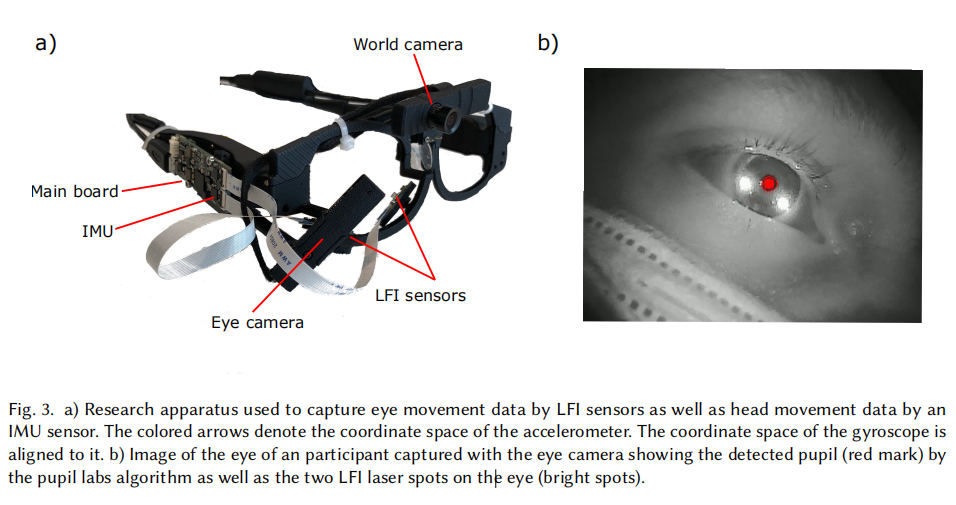 a)
World camera
b)
Main board
IMU
LFI sensors
Eye camera
Fig. 3. a) Research apparatus used to capture eye movement data by LFI sensors as well as head movement data by an
IMU sensor. The colored arrows denote the coordinate space of the accelerometer. The coordinate space of the gyroscope is
aligned to it. b) Image of the eye of an participant captured with the eye camera showing the detected pupil (red mark) by
the pupil labs algorithm as well as the two LFI laser spots on the eye (bright spots).